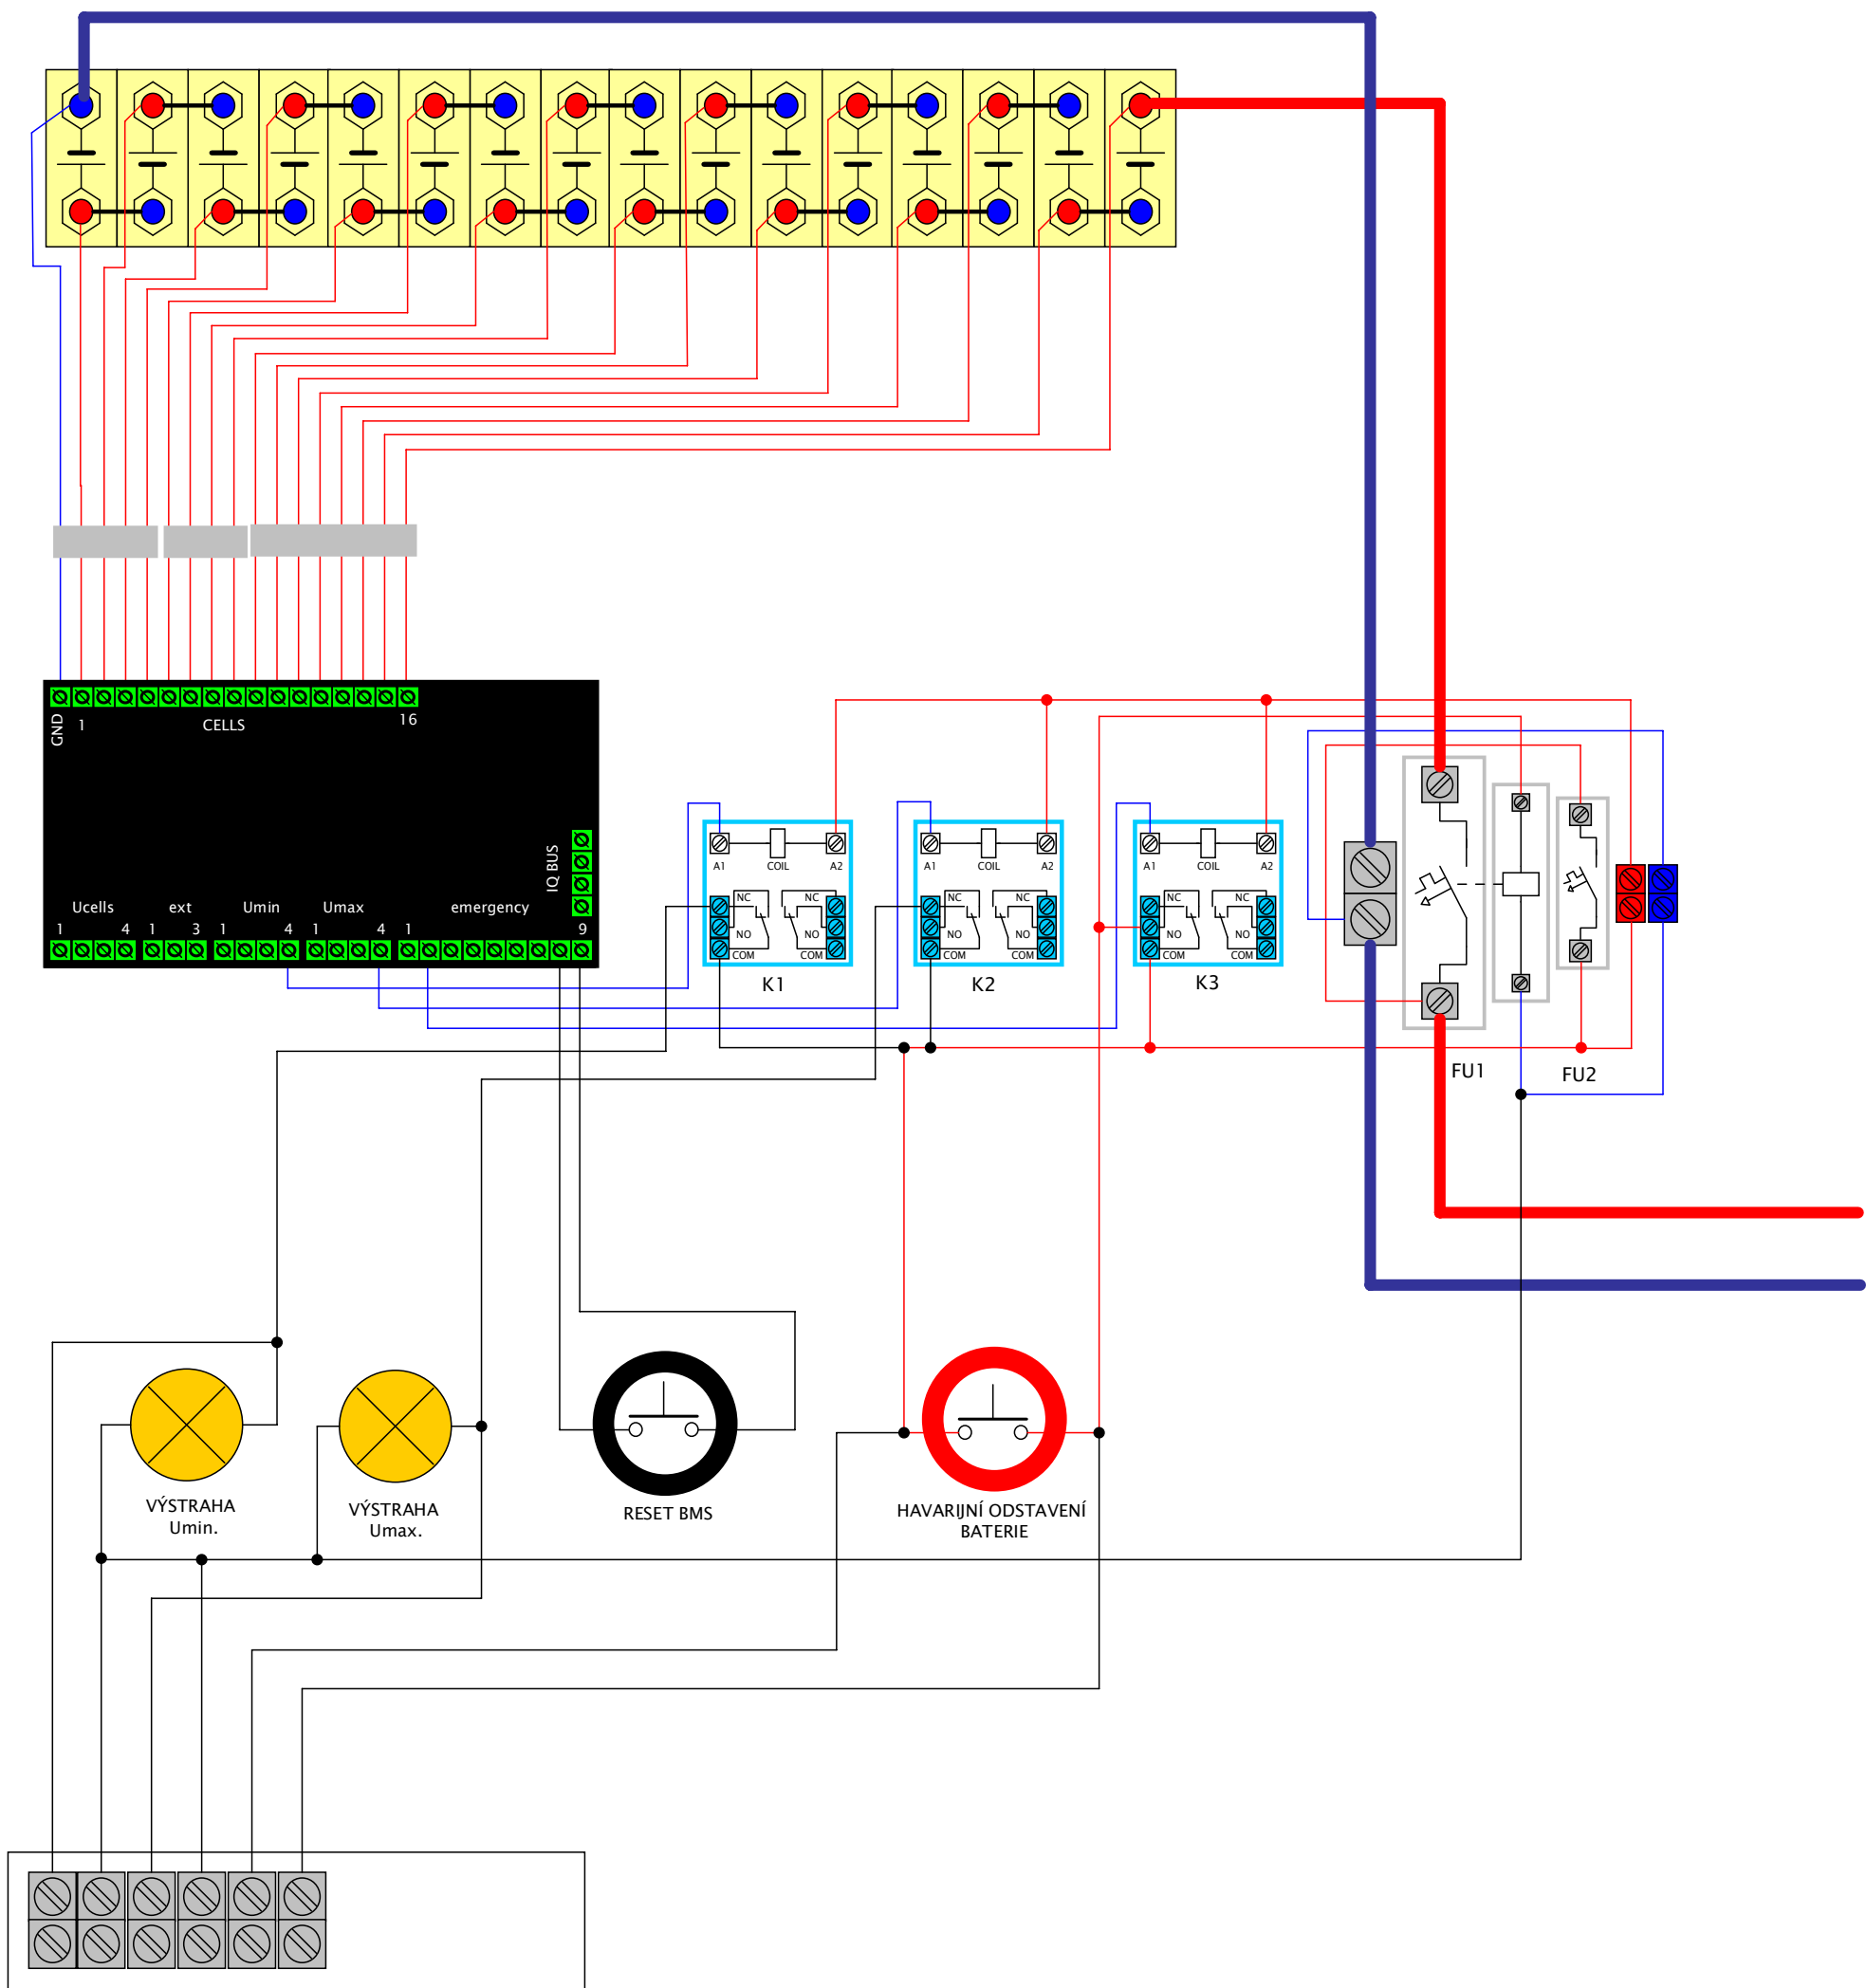 GND
1
CELLS
16
IQ BUS
Ucells
ext
Umin
Umax
emergency
1
4
1
3
1
4
1
4
1
9
A1
COIL
A2
NC
NC
NO
NO
COM
COM
K1
A1
COIL
A2
NC
NC
NO
NO
COM
COM
K2
A1
COIL
A2
NC
NC
NO
NO
COM
COM
K3
FU1
FU2
VÝSTRAHA
Umin.
VÝSTRAHA
Umax.
RESET BMS
HAVARIJNÍ ODSTAVENÍ
BATERIE